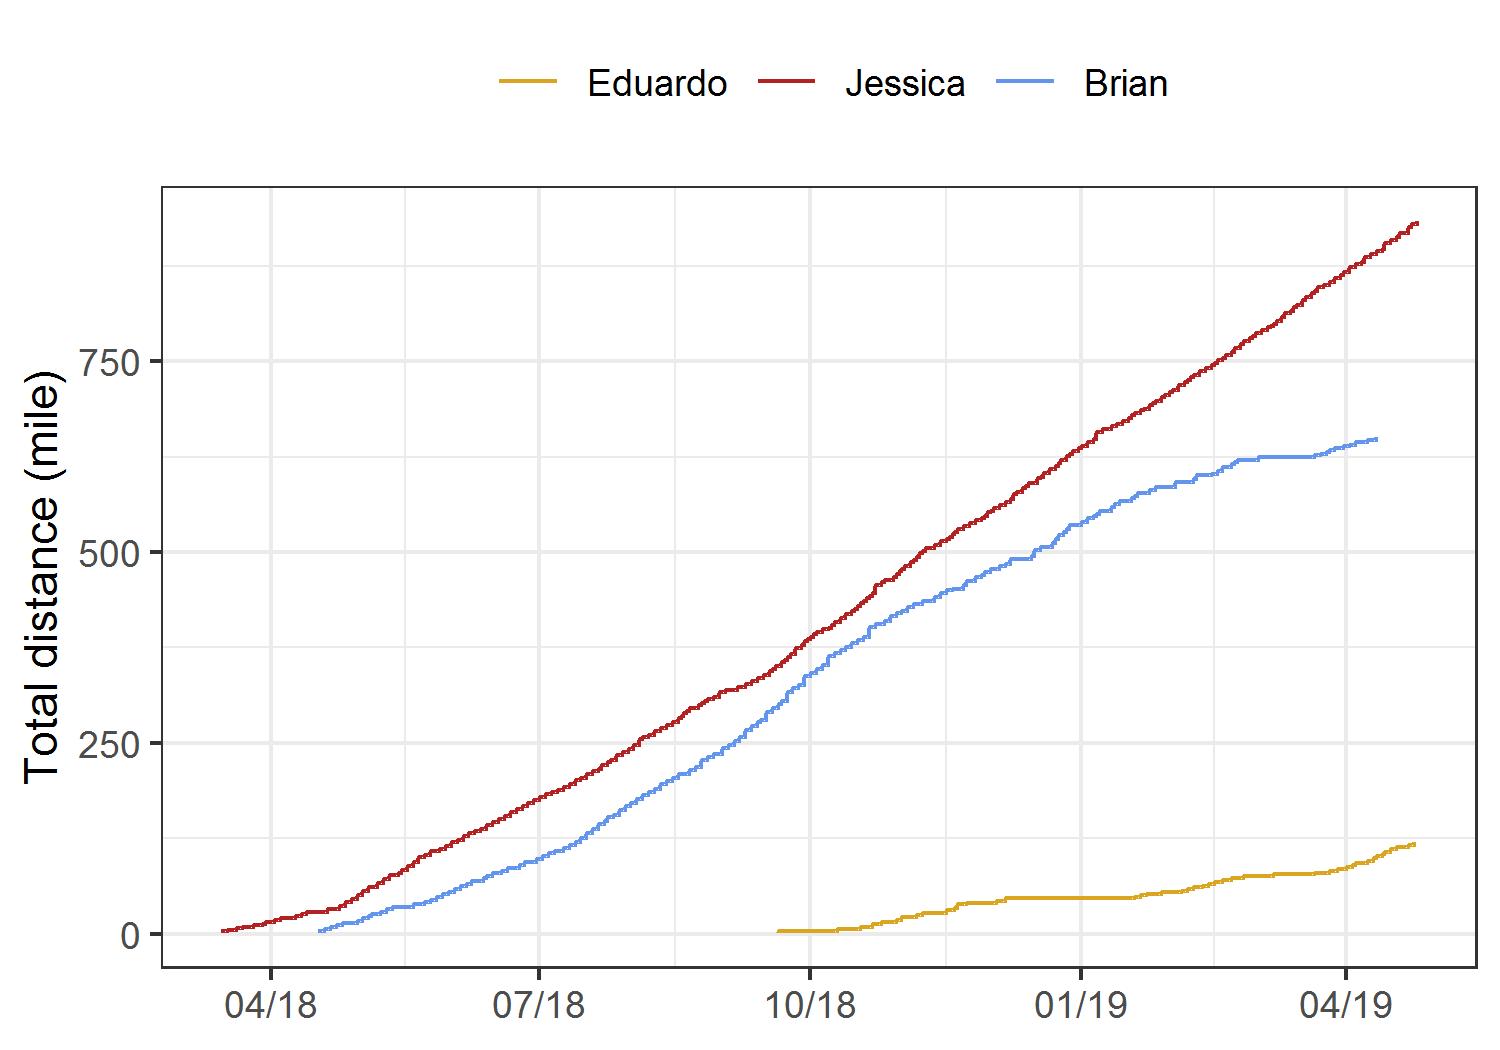 Eduardo Jessica Brian
Total distance (mile)
750
500
250
0
04/18 07/18 10/18 01/19 04/19